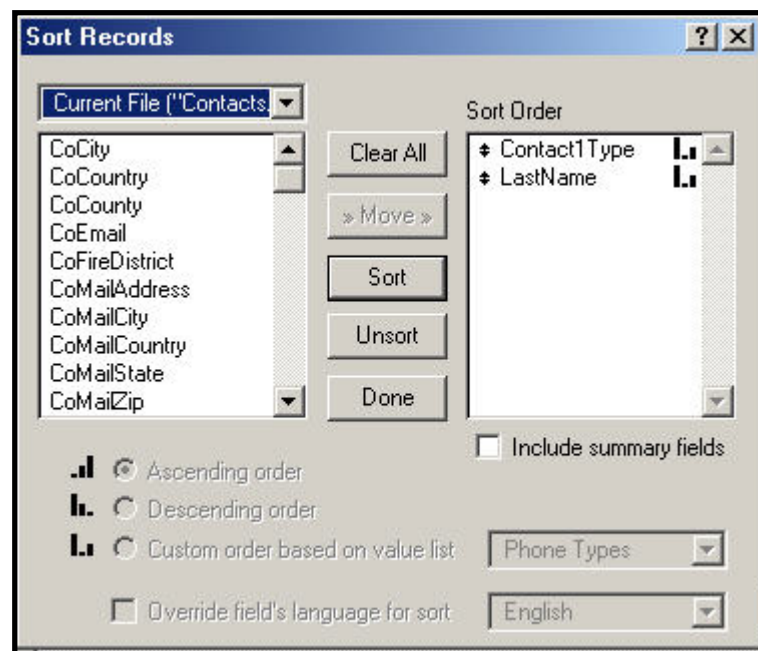 Sort Records
Current File ("Contacts.
CoCity
CoCountry
CoCounty
CoEmail
CoFireDistrict
CoMailAddress
CoMailCity
CoMailCountry
CoMailState
CoMailZip
Clear All
» Move »
Sort
Unsort
Done
Sort Order
Contact1Type
LastName
Include summary fields
Ascending order
Descending order
Custom order based on value list
Phone Types
Override field's language for sort
English